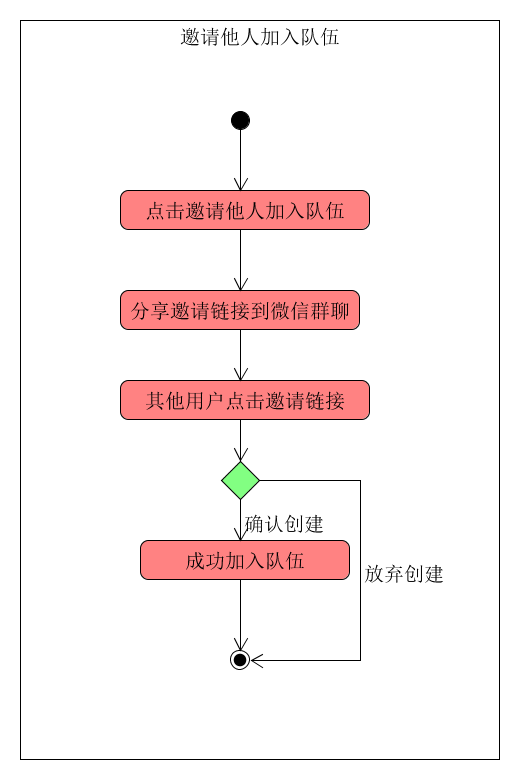 邀请他人加入队伍
点击邀请他人加入队伍
分享邀请链接到微信群聊
其他用户点击邀请链接
确认创建
成功加入队伍
放弃创建